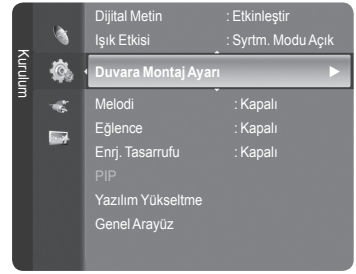 Kurulum
Dijital Metin : Etkinleştir
Işık Etkisi : Syrtm. Modu Açık
Duvara Montaj Ayarı
Melodi : Kapalı
Eğlence : Kapalı
Enrj. Tasarrufu : Kapalı
PIP
Yazılım Yükseltme
Genel Arayüz